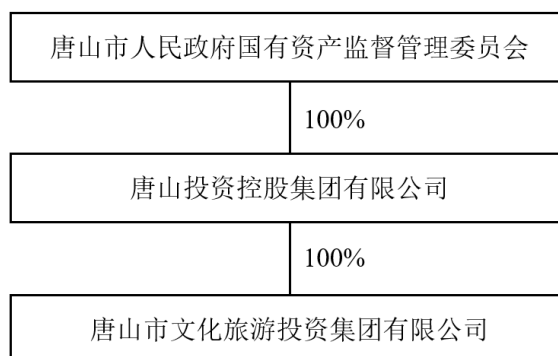 唐山市人民政府国有资产监督管理委员会
100%
唐山投资控股集团有限公司
100%
唐山市文化旅游投资集团有限公司